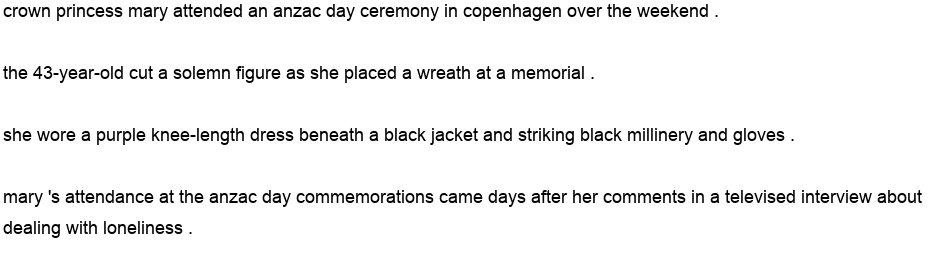 crown princess mary attended an anzac day ceremony in copenhagen over the weekend .
the 43-year-old cut a solemn figure as she placed a wreath at a memorial .
she wore a purple knee-length dress beneath a black jacket and striking black millinery and gloves .
mary 's attendance at the anzac day commemorations came days after her comments in a televised interview about
dealing with loneliness .